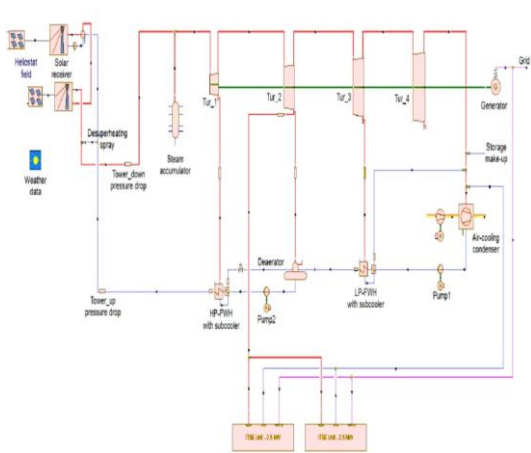 Heliostat
field
Solar
receiver
Weather
data
Desuperheating
spray
Tower_down
pressure drop
Steam
accumulator
Tur_1
Tur_2
Tur_3
Tur_4
Grid
G
Generator
Storage
make-up
Air-cooling
condenser
Tower_up
pressure drop
HP-FWH
with subcooler
Pump2
Deaerator
LP-FWH
with subcooler
Pump1